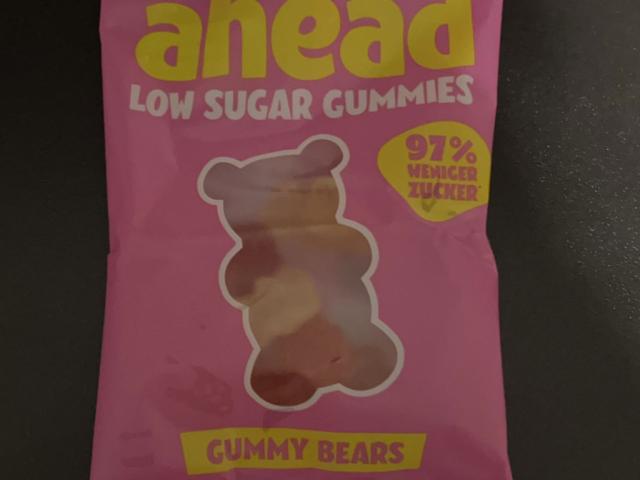 ahead
LOW SUGAR GUMMIES
97%
WENIGER
ZUCKER
GUMMY BEARS